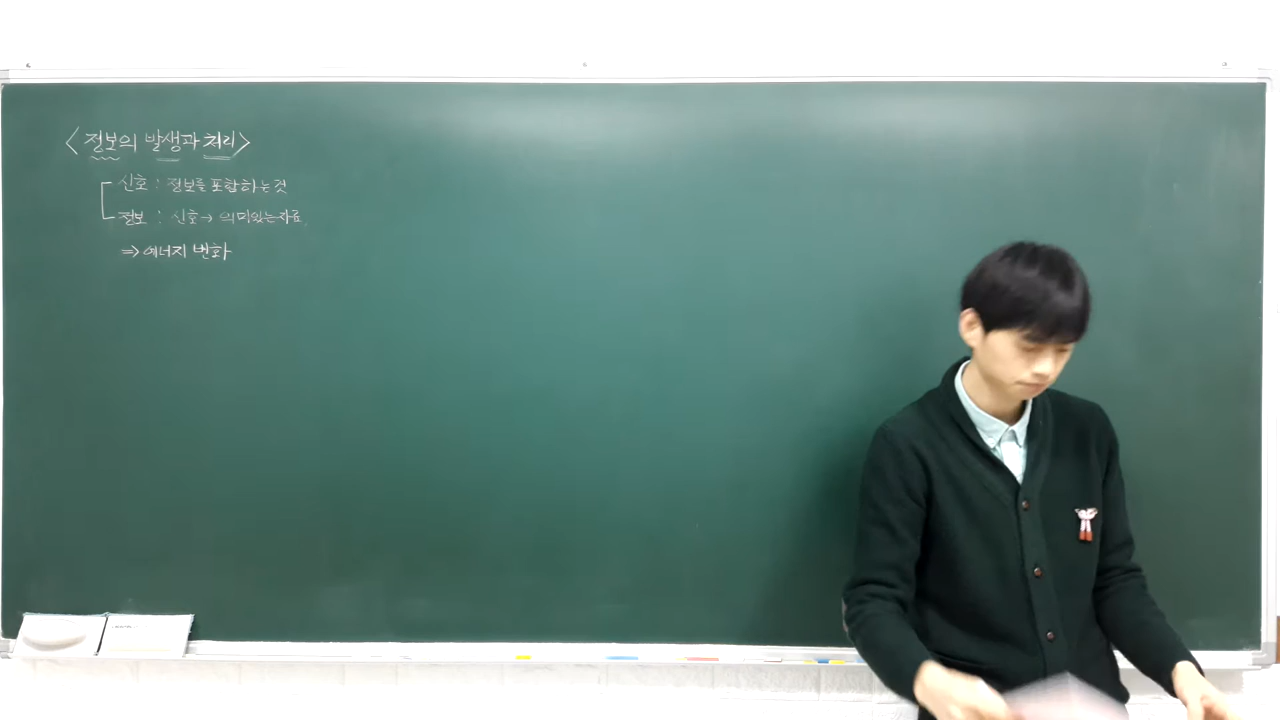 <정보의 발생과 처리>
신호 : 정보를 포함하는 것
정보 : 신호 → 의미있는 자료.
⇒ 에너지 변화